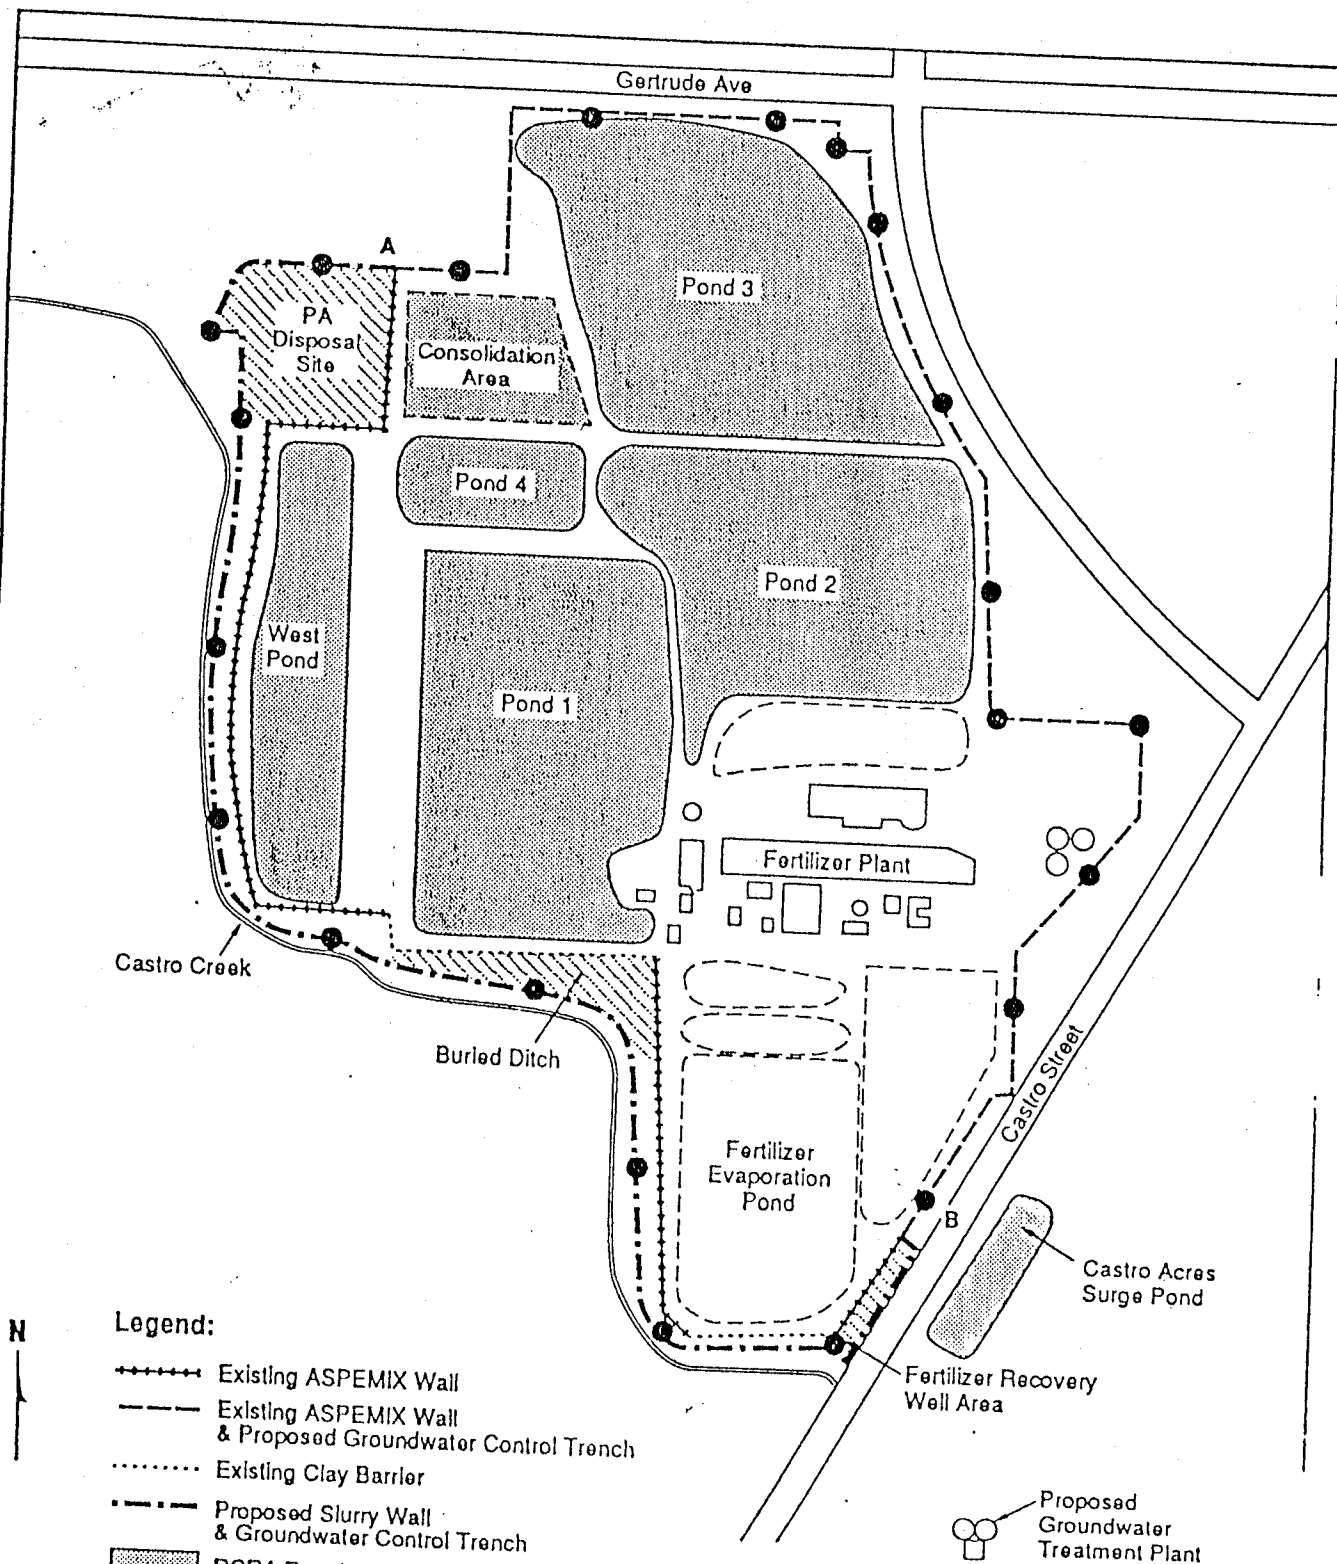 Gertrude Ave
A
Pond 3
PA
Disposal
Site
Consolidation
Area
Pond 4
Pond 2
West
Pond
Pond 1
Fertilizer Plant
Castro Creek
Buried Ditch
Castro Street
Fertilizer
Evaporation
Pond
B
Castro Acres
Surge Pond
Fertilizer Recovery
Well Area
N
Legend:
Existing ASPEMIX Wall
Existing ASPEMIX Wall
& Proposed Groundwater Control Trench
Existing Clay Barrier
Proposed Slurry Wall
& Groundwater Control Trench
Proposed
Groundwater
Treatment Plant